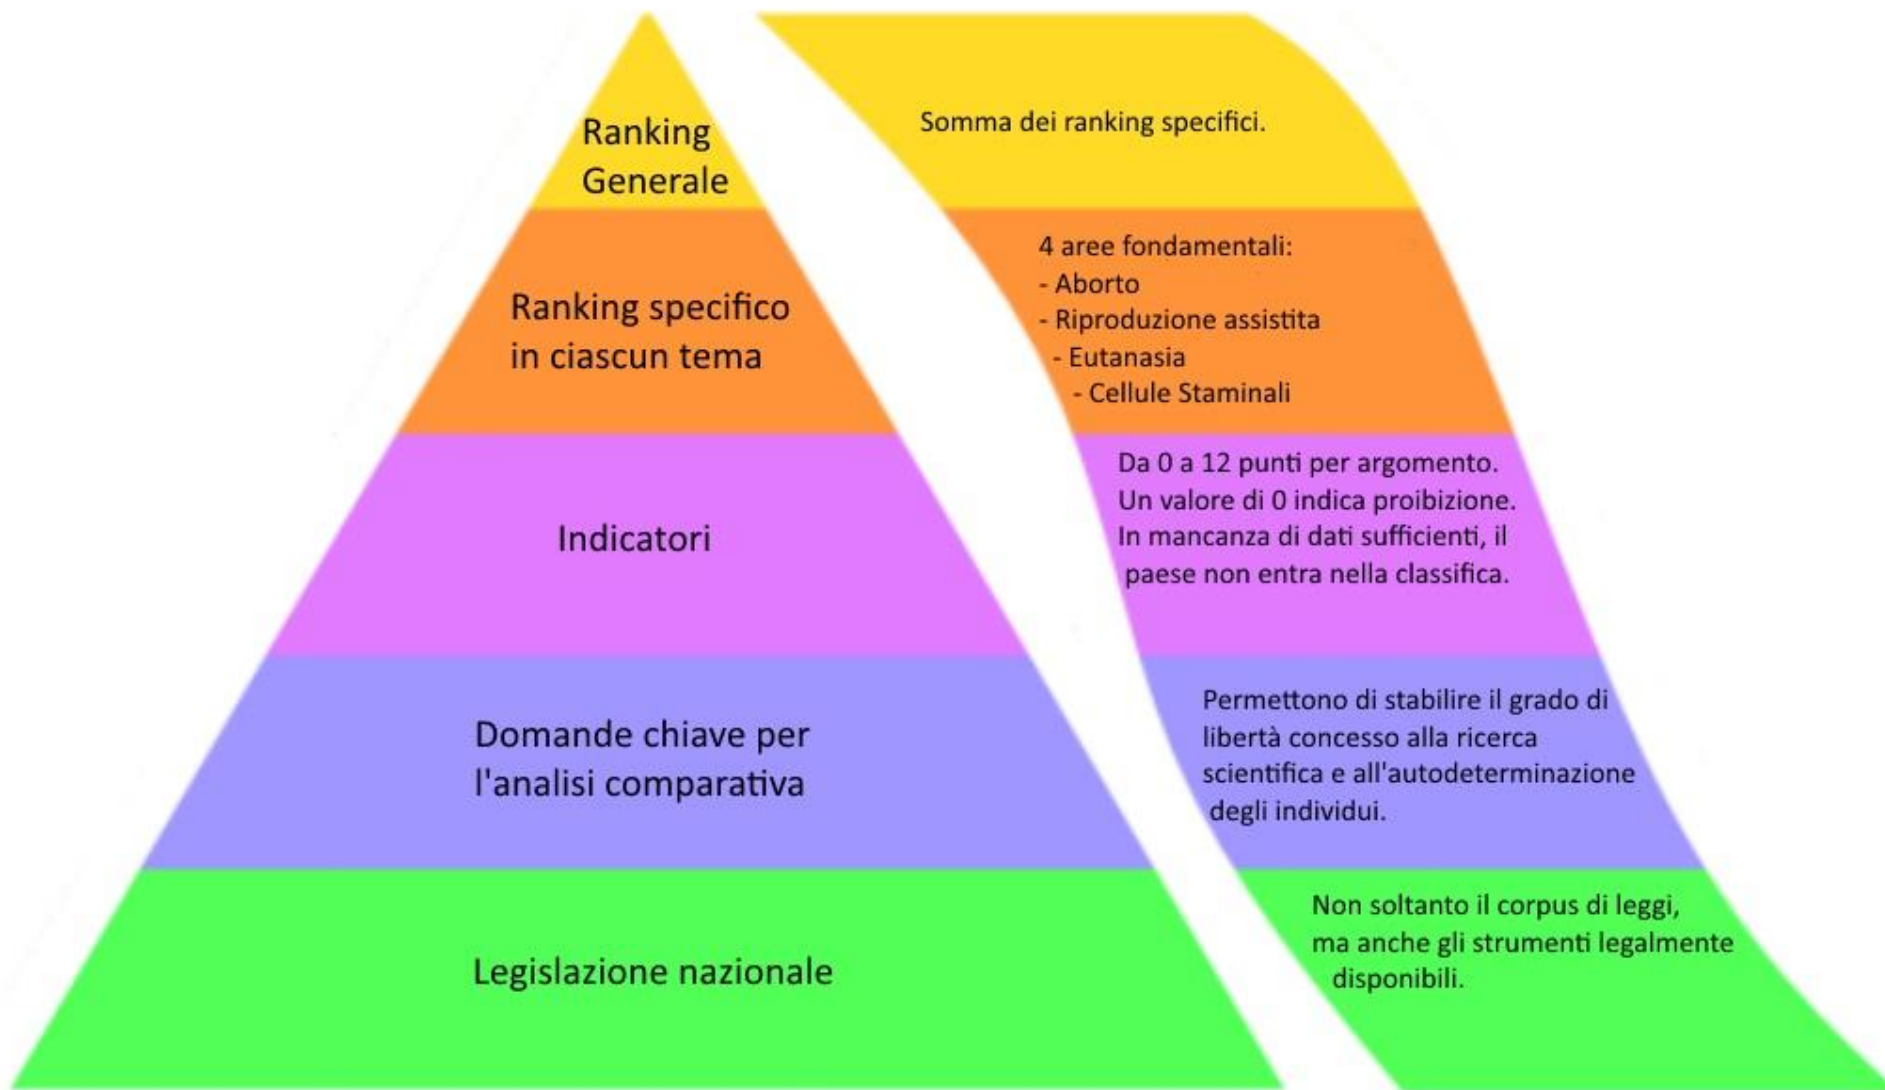 Ranking
Generale
Somma dei ranking specifici.
Ranking specifico
in ciascun tema
4 aree fondamentali:
- Aborto
- Riproduzione assistita
- Eutanasia
- Cellule Staminali
Indicatori
Da 0 a 12 punti per argomento.
Un valore di 0 indica proibizione.
In mancanza di dati sufficienti, il
paese non entra nella classifica.
Domande chiave per
l'analisi comparativa
Permettono di stabilire il grado di
libertà concesso alla ricerca
scientifica e all'autodeterminazione
degli individui.
Legislazione nazionale
Non soltanto il corpus di leggi,
ma anche gli strumenti legalmente
disponibili.